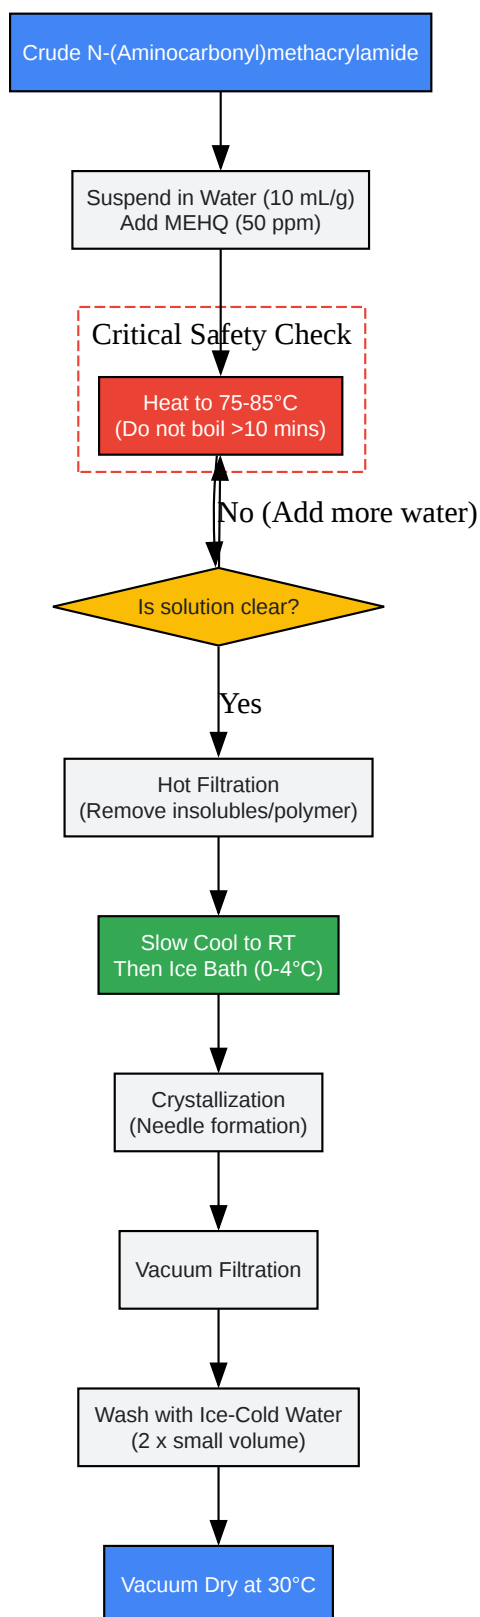 Crude N-(Aminocarbonyl)methacrylamide
Suspend in Water (10 mL/g)
Add MEHQ (50 ppm)
Critical Safety Check
Heat to 75-85°C
(Do not boil >10 mins)
No (Add more water)
Is solution clear?
Yes
Hot Filtration
(Remove insolubles/polymer)
Slow Cool to RT
Then Ice Bath (0-4°C)
Crystallization
(Needle formation)
Vacuum Filtration
Wash with Ice-Cold Water
(2 x small volume)
Vacuum Dry at 30°C